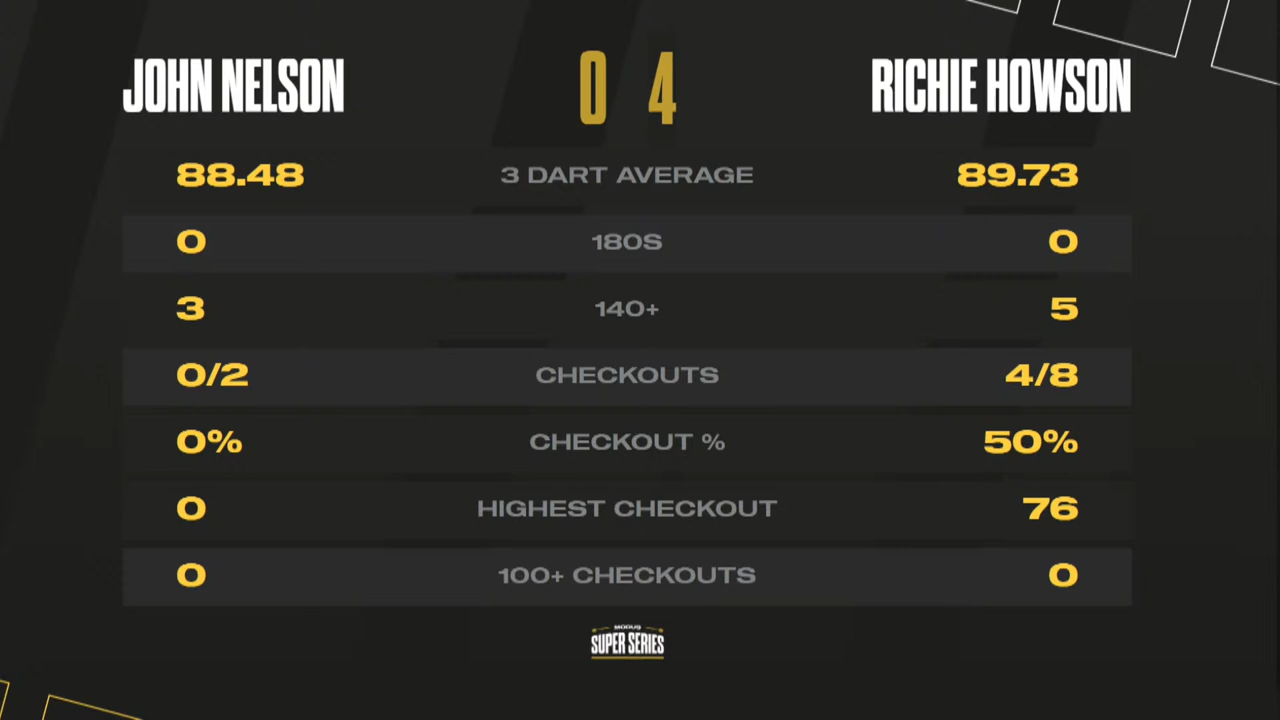 JOHN NELSON 0 4 RICHIE HOWSON
88.48 3 DART AVERAGE 89.73
0 180S 0
3 140+ 5
0/2 CHECKOUTS 4/8
0% CHECKOUT % 50%
0 HIGHEST CHECKOUT 76
0 100+ CHECKOUTS 0
MODUS
SUPER SERIES